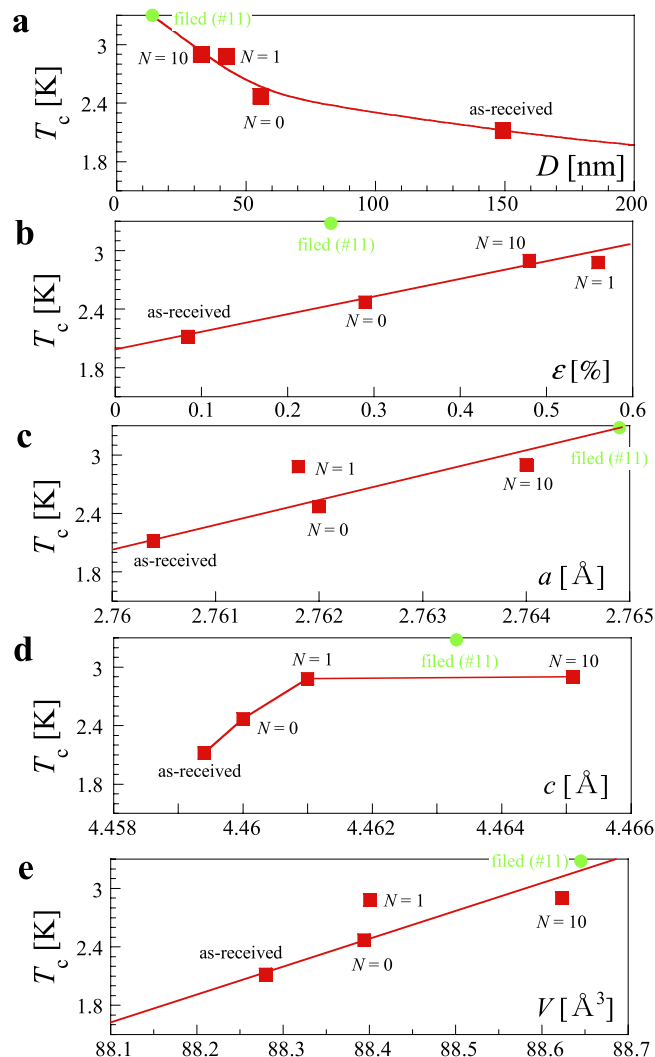 a
filed (#11)
3
N = 10
N = 1
Tc [K]
2.4
N = 0
as-received
1.8
D [nm]
0
50
100
150
200
b
filed (#11)
3
N = 10
N = 1
Tc [K]
2.4
as-received
N = 0
1.8
ε [%]
0
0.1
0.2
0.3
0.4
0.5
0.6
c
3
N = 1
filed (#11)
N = 10
Tc [K]
2.4
N = 0
as-received
1.8
a [Å]
2.76
2.761
2.762
2.763
2.764
2.765
d
N = 1
filed (#11)
N = 10
3
Tc [K]
2.4
N = 0
as-received
1.8
c [Å]
4.458
4.46
4.462
4.464
4.466
e
filed (#11)
3
N = 1
N = 10
Tc [K]
2.4
as-received
N = 0
1.8
V [Å³]
88.1
88.2
88.3
88.4
88.5
88.6
88.7